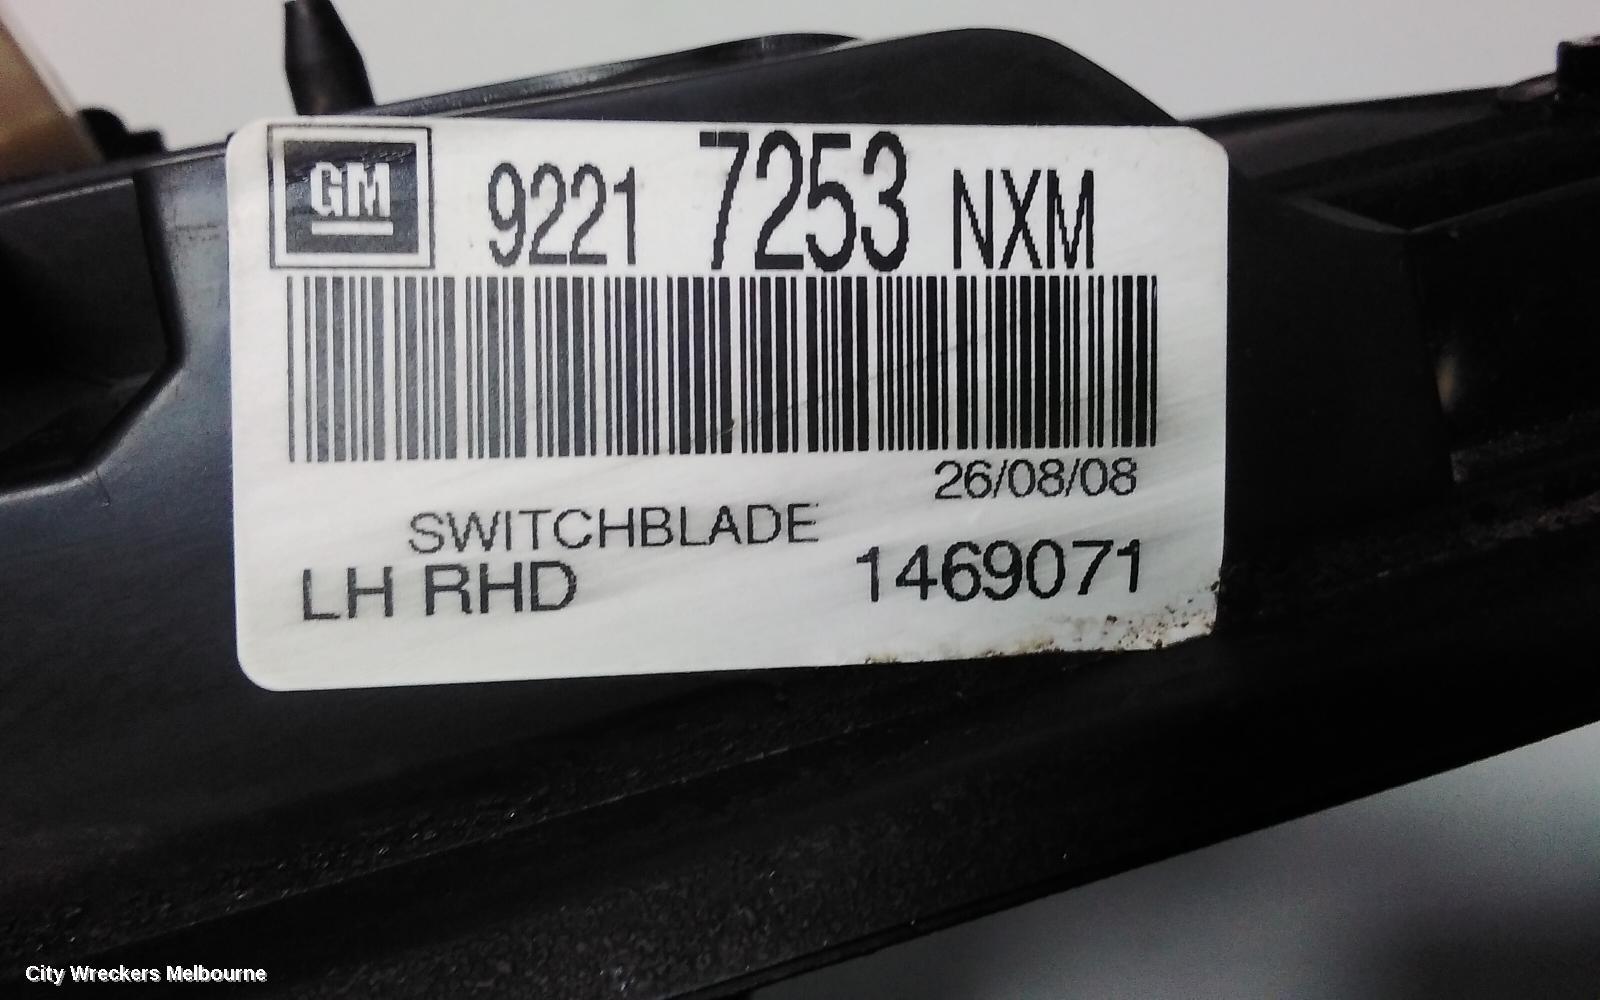 GM 9221 7253 NXM
26/08/08
SWITCHBLADE
LH RHD 1469071
City Wreckers Melbourne